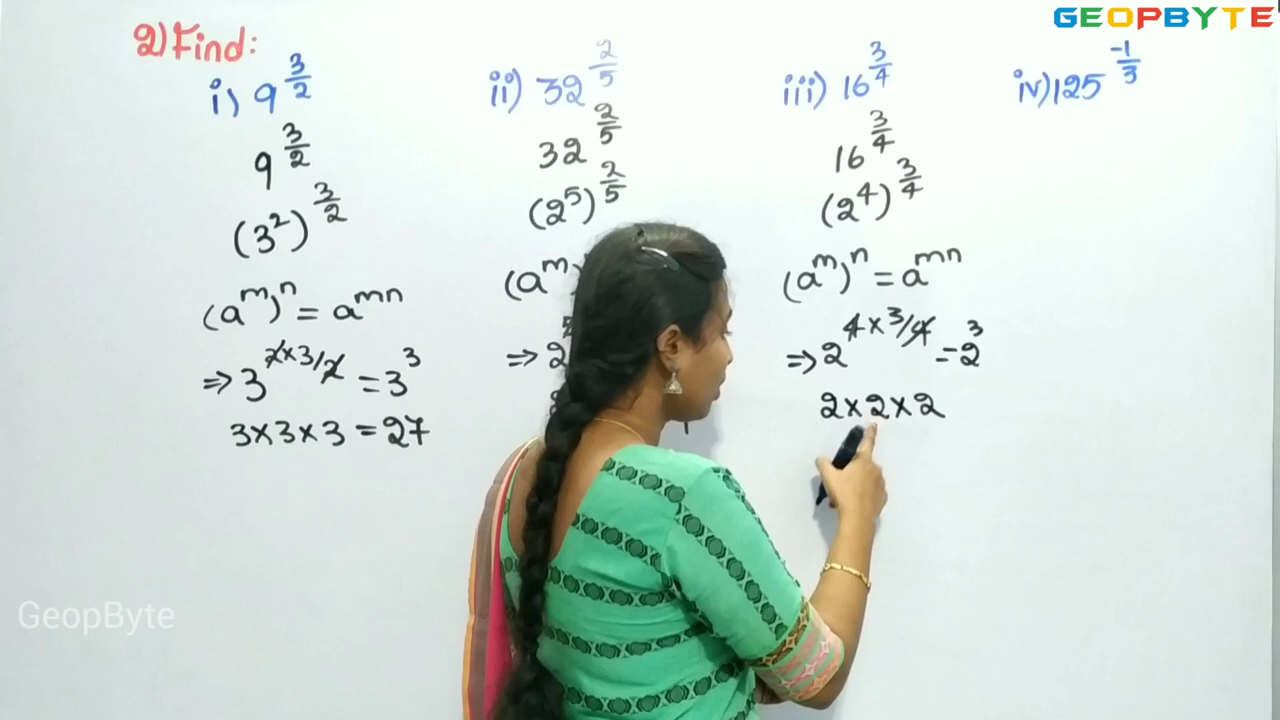 GEOPBYTE
2) Find:
i) 9^(3/2)
9^(3/2)
(3²)^(3/2)
(a^m)^n = a^(mn)
⇒ 3^(2×3/2) = 3³
3×3×3 = 27
ii) 32^(2/5)
32^(2/5)
(2⁵)^(2/5)
(a^m)
⇒ 2
iii) 16^(3/4)
16^(3/4)
(2⁴)^(3/4)
(a^m)^n = a^(mn)
⇒ 2^(4×3/4) = 2³
2×2×2
iv) 125^(-1/3)
GeopByte